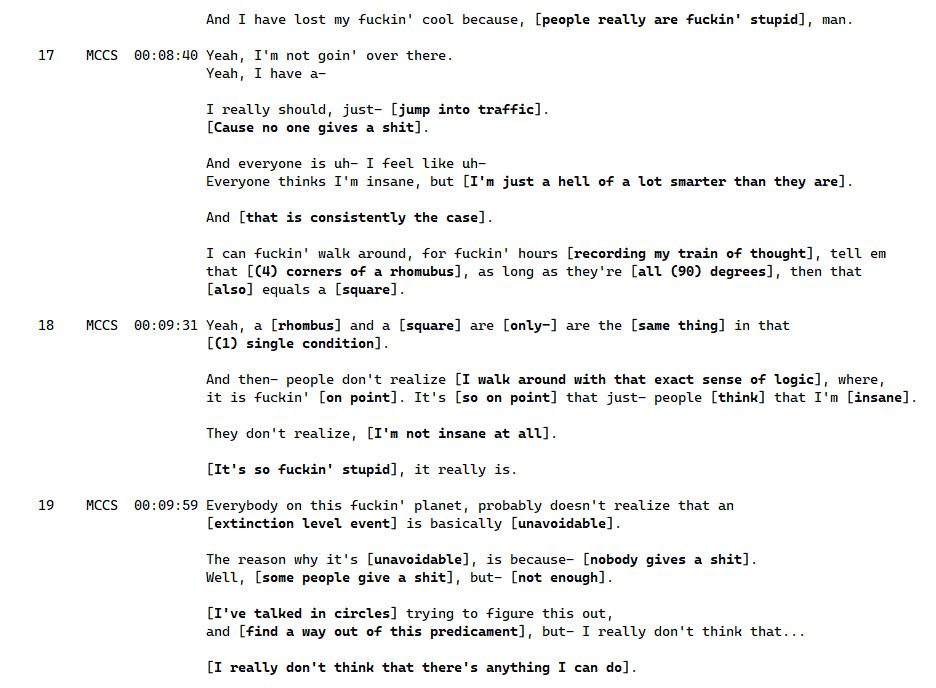 And I have lost my fuckin' cool because, [people really are fuckin' stupid], man.
17 MCCS 00:08:40 Yeah, I'm not goin' over there.
Yeah, I have a–
I really should, just– [jump into traffic].
[Cause no one gives a shit].
And everyone is uh– I feel like uh–
Everyone thinks I'm insane, but [I'm just a hell of a lot smarter than they are].
And [that is consistently the case].
I can fuckin' walk around, for fuckin' hours [recording my train of thought], tell em
that [(4) corners of a rhomubus], as long as they're [all (90) degrees], then that
[also] equals a [square].
18 MCCS 00:09:31 Yeah, a [rhombus] and a [square] are [only–] are the [same thing] in that
[(1) single condition].
And then– people don't realize [I walk around with that exact sense of logic], where,
it is fuckin' [on point]. It's [so on point] that just– people [think] that I'm [insane].
They don't realize, [I'm not insane at all].
[It's so fuckin' stupid], it really is.
19 MCCS 00:09:59 Everybody on this fuckin' planet, probably doesn't realize that an
[extinction level event] is basically [unavoidable].
The reason why it's [unavoidable], is because– [nobody gives a shit].
Well, [some people give a shit], but– [not enough].
[I've talked in circles] trying to figure this out,
and [find a way out of this predicament], but– I really don't think that...
[I really don't think that there's anything I can do].